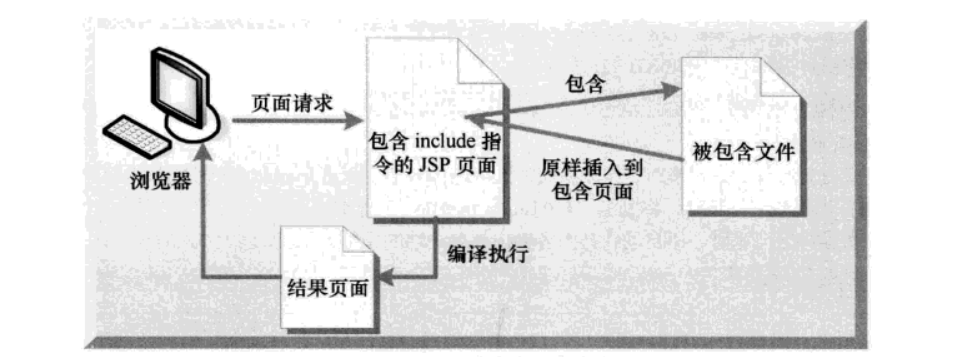 页面请求
包含
包含 include 指
令的 JSP 页面
被包含文件
原样插入到
包含页面
浏览器
编译执行
结果页面